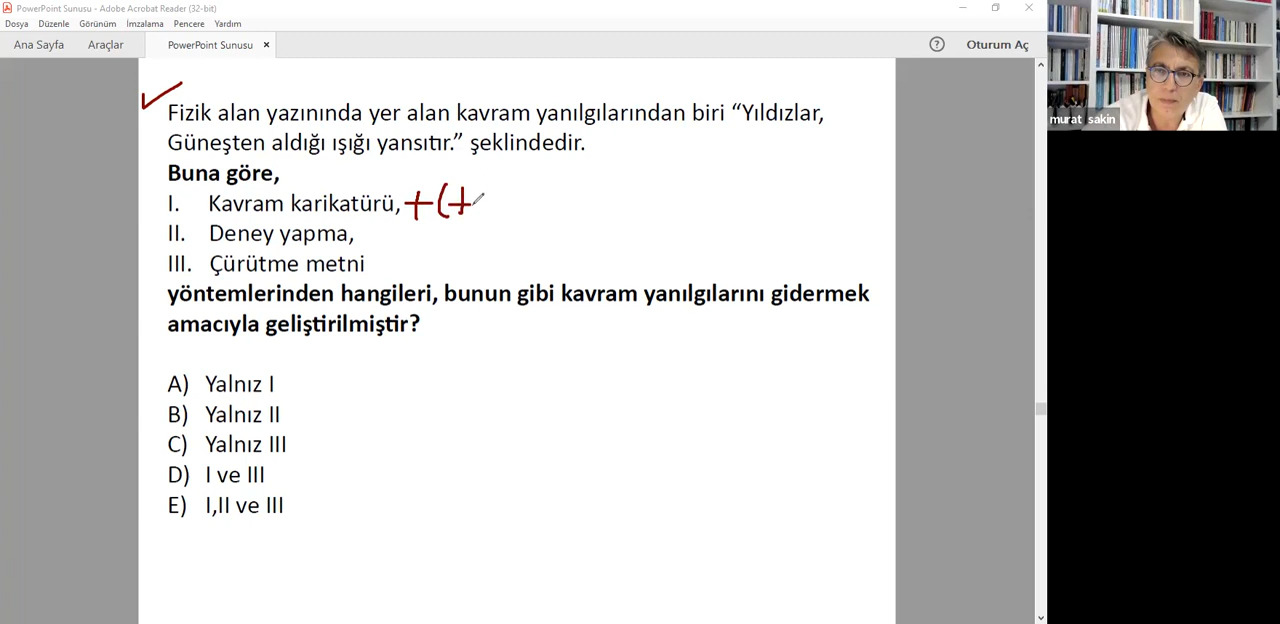 PowerPoint Sunusu - Adobe Acrobat Reader (32-bit)
Dosya Düzenle Görünüm İmzalama Pencere Yardım
Ana Sayfa Araçlar PowerPoint Sunusu × ? Oturum Aç
Fizik alan yazınında yer alan kavram yanılgılarından biri “Yıldızlar,
Güneşten aldığı ışığı yansıtır.” şeklindedir.
Buna göre,
I. Kavram karikatürü, +(+
II. Deney yapma,
III. Çürütme metni
yöntemlerinden hangileri, bunun gibi kavram yanılgılarını gidermek
amacıyla geliştirilmiştir?
A) Yalnız I
B) Yalnız II
C) Yalnız III
D) I ve III
E) I,II ve III
murat sakin